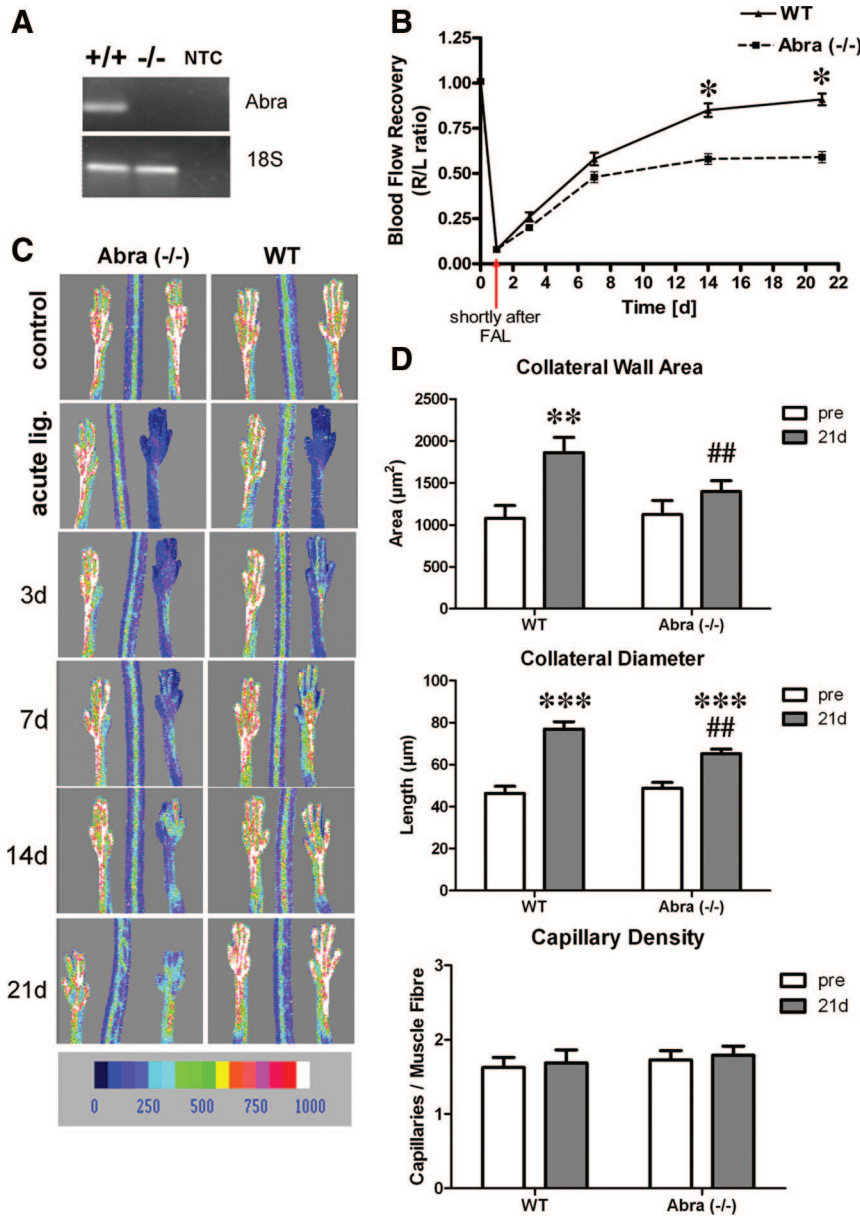 A
+/+ -/- NTC
Abra
18S
B
WT
Abra (-/-)
Blood Flow Recovery
(R/L ratio)
1.25
1.00
0.75
0.50
0.25
0.00
*
*
0 2 4 6 8 10 12 14 16 18 20 22
Time [d]
shortly after
FAL
C
Abra (-/-) WT
control
acute lig.
3d
7d
14d
21d
0 250 500 750 1000
D
Collateral Wall Area
Area (µm²)
2500
2000
1500
1000
500
0
**
##
pre
21d
WT Abra (-/-)
Collateral Diameter
Length (µm)
100
80
60
40
20
0
***
***
##
pre
21d
WT Abra (-/-)
Capillary Density
Capillaries / Muscle Fibre
3
2
1
0
pre
21d
WT Abra (-/-)